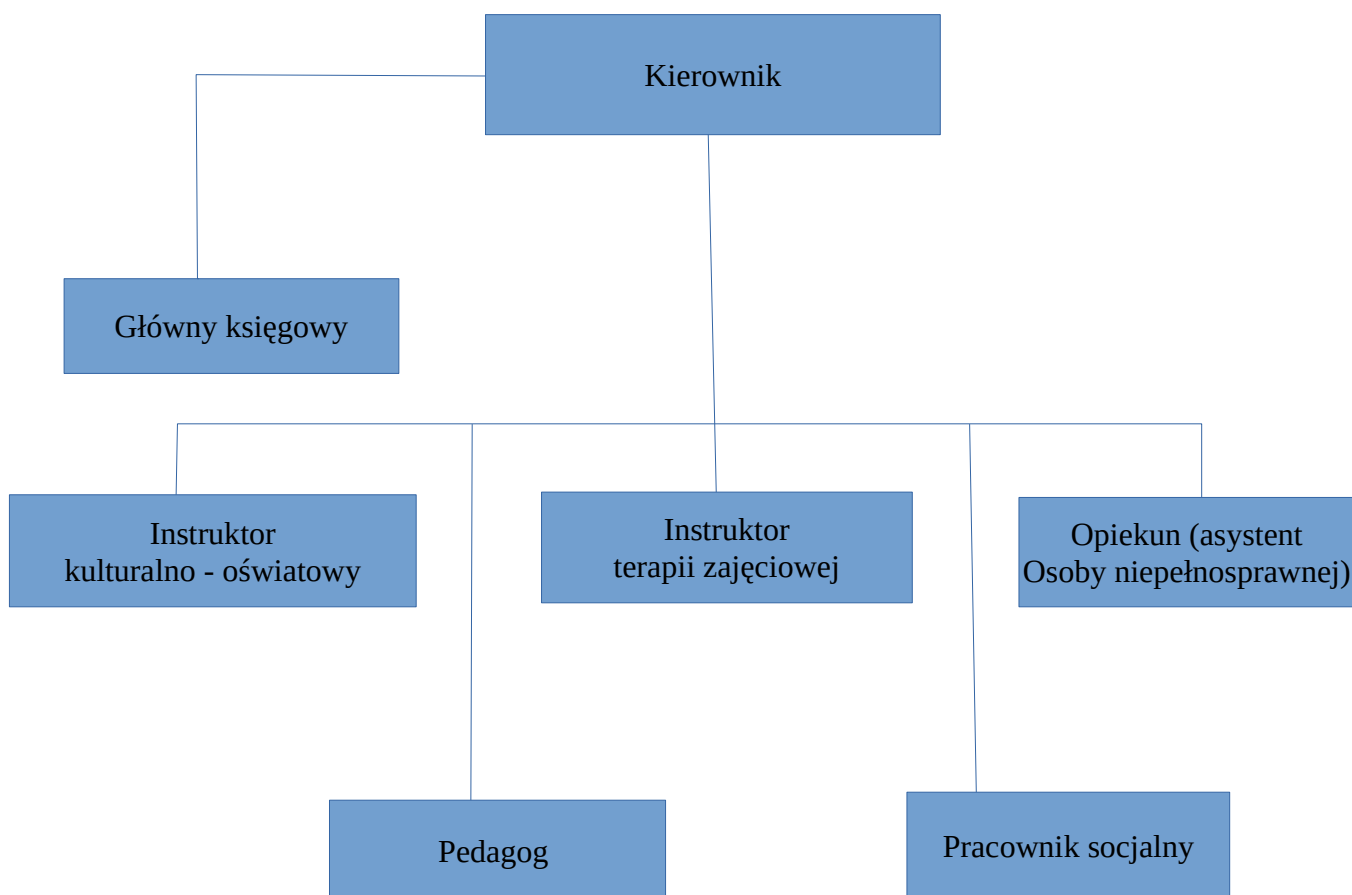 Kierownik
Główny księgowy
Instruktor
kulturalno - oświatowy
Instruktor
terapii zajęciowej
Opiekun (asystent
Osoby niepełnosprawnej)
Pedagog
Pracownik socjalny